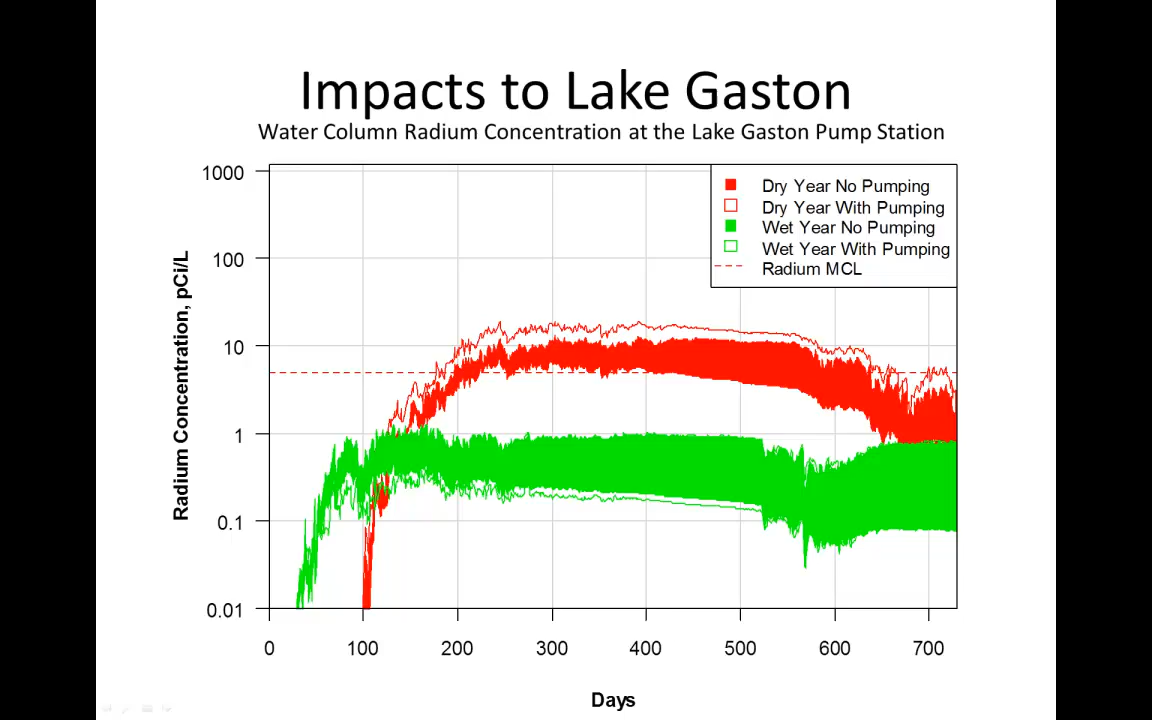 Impacts to Lake Gaston
Water Column Radium Concentration at the Lake Gaston Pump Station
1000
100
10
1
0.1
0.01
Radium Concentration, pCi/L
Dry Year No Pumping
Dry Year With Pumping
Wet Year No Pumping
Wet Year With Pumping
Radium MCL
0 100 200 300 400 500 600 700
Days